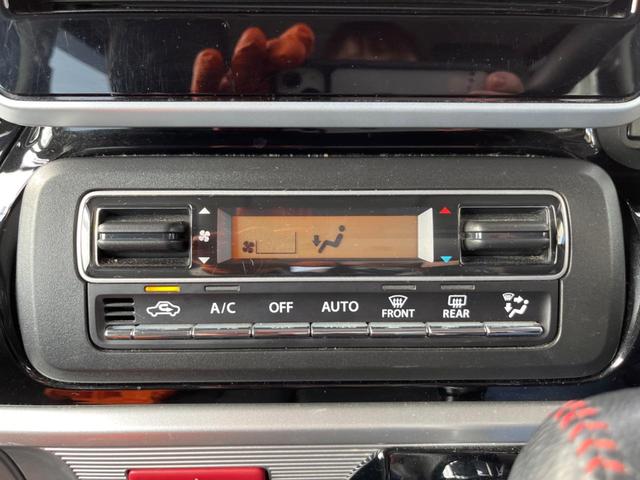 A/C OFF AUTO FRONT REAR